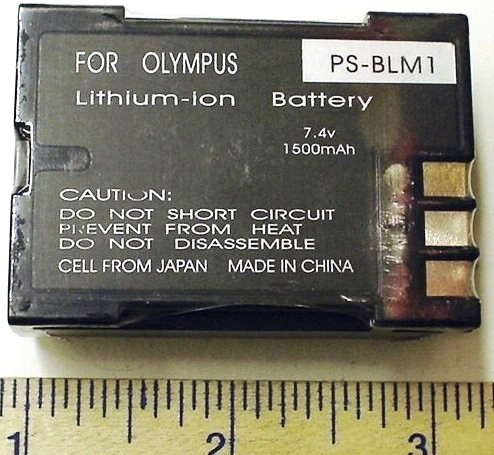 FOR OLYMPUS PS-BLM1
Lithium-ion Battery
7.4v
1500mAh
CAUTION:
DO NOT SHORT CIRCUIT
PREVENT FROM HEAT
DO NOT DISASSEMBLE
CELL FROM JAPAN MADE IN CHINA
1 2 3